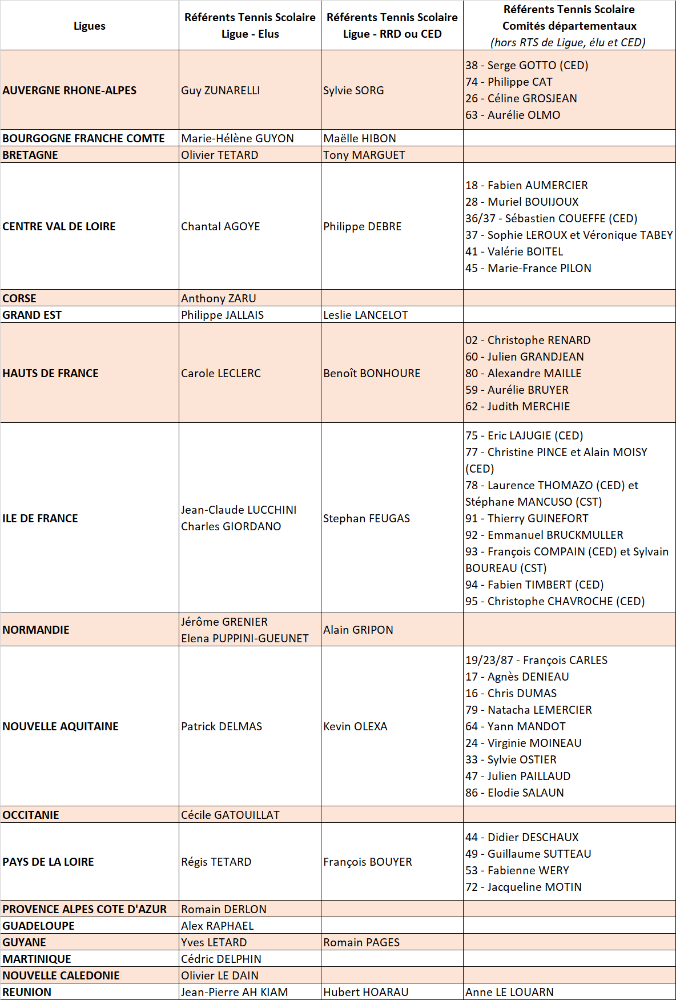 Ligues
Référents Tennis Scolaire
Ligue - Elus
Référents Tennis Scolaire
Ligue - RRD ou CED
Référents Tennis Scolaire
Comités départementaux
(hors RTS de Ligue, élu et CED)
AUVERGNE RHONE-ALPES
Guy ZUNARELLI
Sylvie SORG
38 - Serge GOTTO (CED)
74 - Philippe CAT
26 - Céline GROSJEAN
63 - Aurélie OLMO
BOURGOGNE FRANCHE COMTE
Marie-Hélène GUYON
Maëlle HIBON
BRETAGNE
Olivier TETARD
Tony MARGUET
CENTRE VAL DE LOIRE
Chantal AGOYE
Philippe DEBRE
18 - Fabien AUMERCIER
28 - Muriel BOUIJOUX
36/37 - Sébastien COUEFFE (CED)
37 - Sophie LEROUX et Véronique TABEY
41 - Valérie BOITEL
45 - Marie-France PILON
CORSE
Anthony ZARU
GRAND EST
Philippe JALLAIS
Leslie LANCELOT
HAUTS DE FRANCE
Carole LECLERC
Benoît BONHOURE
02 - Christophe RENARD
60 - Julien GRANDJEAN
80 - Alexandre MAILLE
59 - Aurélie BRUYER
62 - Judith MERCHIE
ILE DE FRANCE
Jean-Claude LUCCHINI
Charles GIORDANO
Stephan FEUGAS
75 - Eric LAJUGIE (CED)
77 - Christine PINCE et Alain MOISY
(CED)
78 - Laurence THOMAZO (CED) et
Stéphane MANCUSO (CST)
91 - Thierry GUINEFORT
92 - Emmanuel BRUCKMULLER
93 - François COMPAIN (CED) et Sylvain
BOUREAU (CST)
94 - Fabien TIMBERT (CED)
95 - Christophe CHAVROCHE (CED)
NORMANDIE
Jérôme GRENIER
Elena PUPPINI-GUEUNET
Alain GRIPON
NOUVELLE AQUITAINE
Patrick DELMAS
Kevin OLEXA
19/23/87 - François CARLES
17 - Agnès DENIEAU
16 - Chris DUMAS
79 - Natacha LEMERCIER
64 - Yann MANDOT
24 - Virginie MOINEAU
33 - Sylvie OSTIER
47 - Julien PAILLAUD
86 - Elodie SALAUN
OCCITANIE
Cécile GATOUILLAT
PAYS DE LA LOIRE
Régis TETARD
François BOUYER
44 - Didier DESCHAUX
49 - Guillaume SUTTEAU
53 - Fabienne WERY
72 - Jacqueline MOTIN
PROVENCE ALPES COTE D'AZUR
Romain DERLON
GUADELOUPE
Alex RAPHAEL
GUYANE
Yves LETARD
Romain PAGES
MARTINIQUE
Cédric DELPHIN
NOUVELLE CALEDONIE
Olivier LE DAIN
REUNION
Jean-Pierre AH KIAM
Hubert HOARAU
Anne LE LOUARN